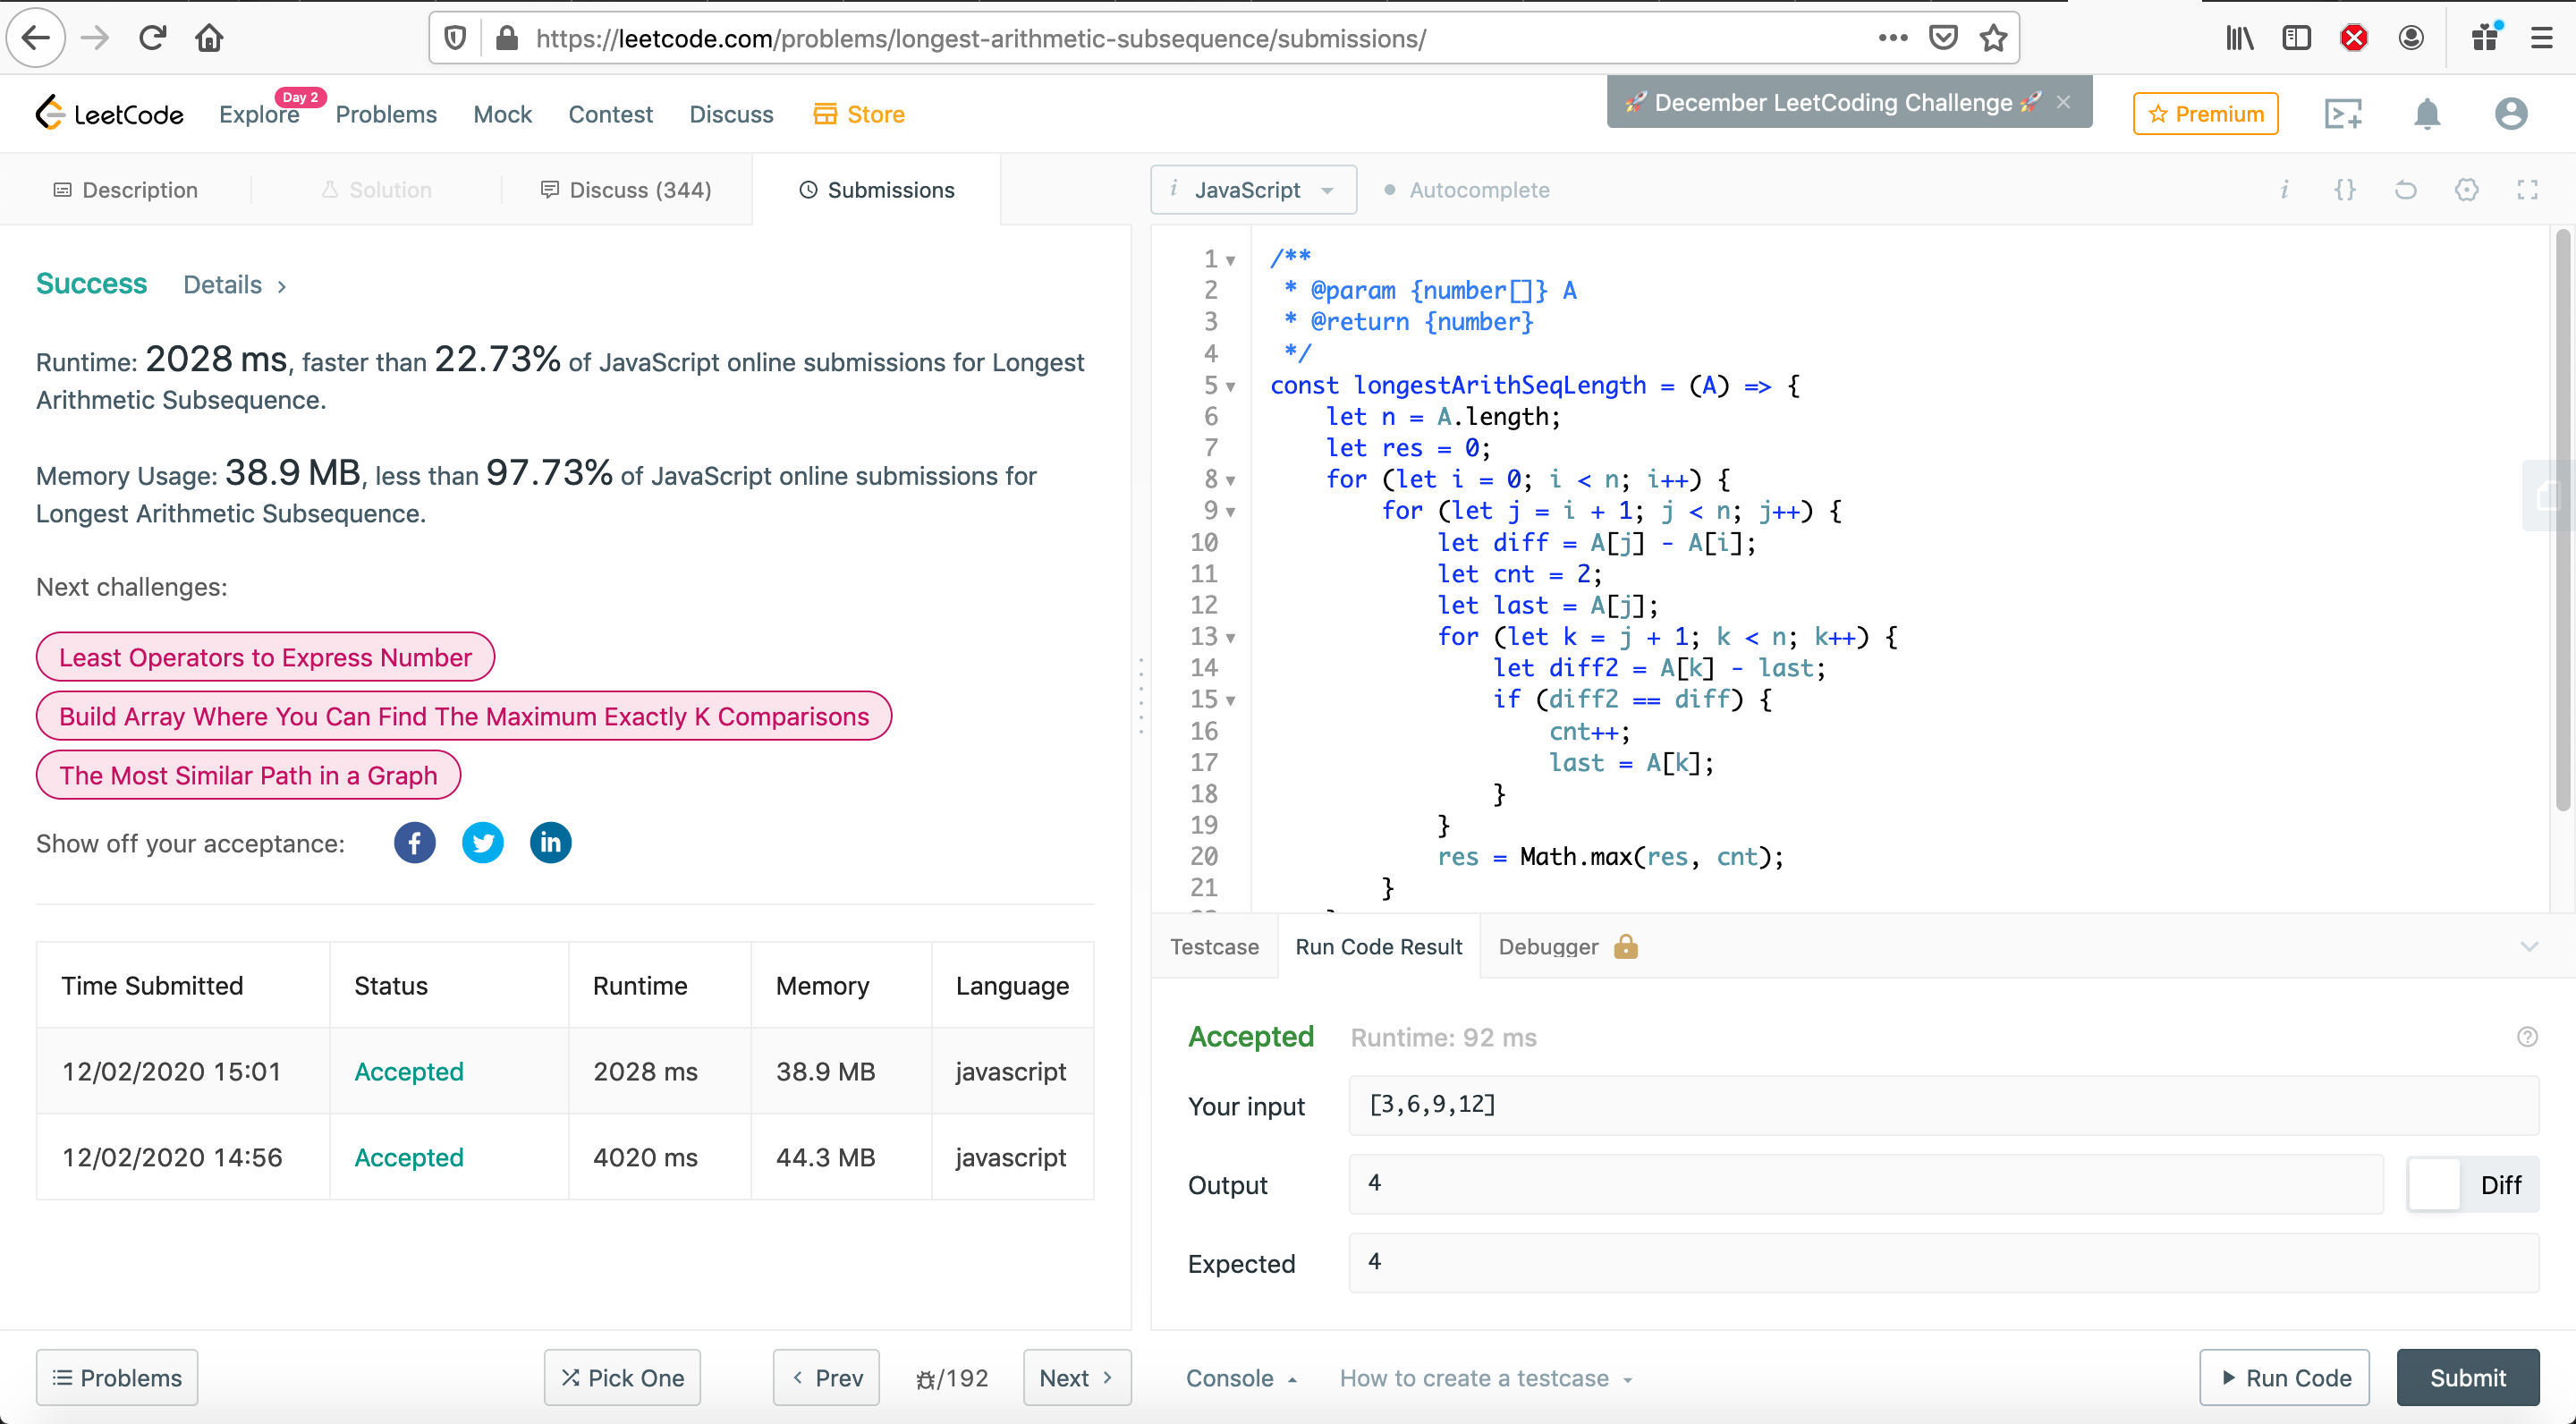 https://leetcode.com/problems/longest-arithmetic-subsequence/submissions/
LeetCode
Explore
Day 2
Problems
Mock
Contest
Discuss
Store
🚀 December LeetCoding Challenge 🚀 ×
Premium
Description
Solution
Discuss (344)
Submissions
i JavaScript
Autocomplete
i
{}
Success
Details >
Runtime: 2028 ms, faster than 22.73% of JavaScript online submissions for Longest
Arithmetic Subsequence.
Memory Usage: 38.9 MB, less than 97.73% of JavaScript online submissions for
Longest Arithmetic Subsequence.
Next challenges:
Least Operators to Express Number
Build Array Where You Can Find The Maximum Exactly K Comparisons
The Most Similar Path in a Graph
Show off your acceptance:
f
in
Time Submitted Status Runtime Memory Language
12/02/2020 15:01 Accepted 2028 ms 38.9 MB javascript
12/02/2020 14:56 Accepted 4020 ms 44.3 MB javascript
1 /**
2 * @param {number[]} A
3 * @return {number}
4 */
5 const longestArithSeqLength = (A) => {
6 let n = A.length;
7 let res = 0;
8 for (let i = 0; i < n; i++) {
9 for (let j = i + 1; j < n; j++) {
10 let diff = A[j] - A[i];
11 let cnt = 2;
12 let last = A[j];
13 for (let k = j + 1; k < n; k++) {
14 let diff2 = A[k] - last;
15 if (diff2 == diff) {
16 cnt++;
17 last = A[k];
18 }
19 }
20 res = Math.max(res, cnt);
21 }
Testcase
Run Code Result
Debugger
Accepted
Runtime: 92 ms
Your input
[3,6,9,12]
Output
4
Diff
Expected
4
Problems
Pick One
< Prev
/192
Next >
Console
How to create a testcase
Run Code
Submit